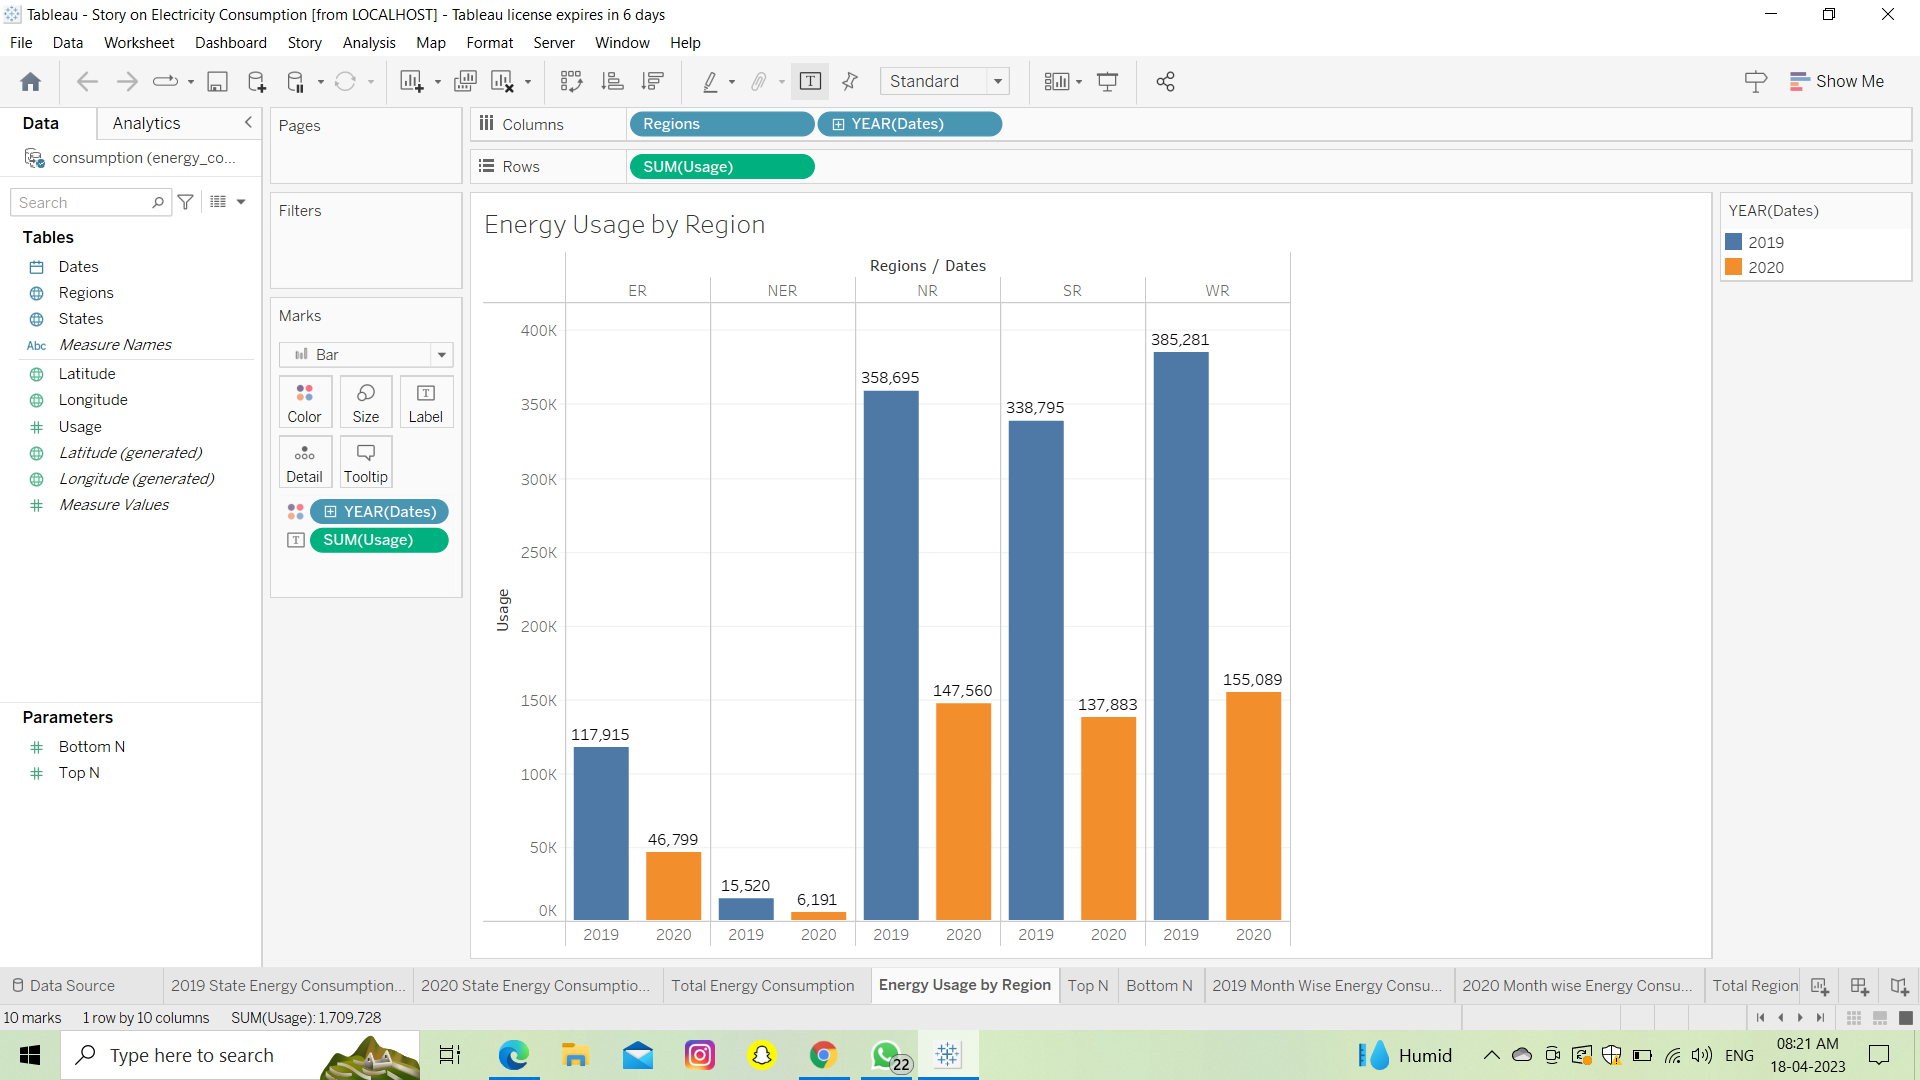 Tableau - Story on Electricity Consumption [from LOCALHOST] - Tableau license expires in 6 days
File Data Worksheet Dashboard Story Analysis Map Format Server Window Help
Standard
Show Me
Data Analytics
consumption (energy_co...
Search
Tables
Dates
Regions
States
Abc Measure Names
Latitude
Longitude
Usage
Latitude (generated)
Longitude (generated)
Measure Values
Parameters
Bottom N
Top N
Pages
Filters
Marks
Bar
Color Size Label
Detail Tooltip
YEAR(Dates)
SUM(Usage)
Columns Regions YEAR(Dates)
Rows SUM(Usage)
Energy Usage by Region
Regions / Dates
ER NER NR SR WR
400K
350K
300K
250K
200K
150K
100K
50K
0K
Usage
117,915
46,799
15,520
6,191
358,695
147,560
338,795
137,883
385,281
155,089
2019 2020 2019 2020 2019 2020 2019 2020 2019 2020
YEAR(Dates)
2019
2020
Data Source 2019 State Energy Consumption... 2020 State Energy Consumptio... Total Energy Consumption Energy Usage by Region Top N Bottom N 2019 Month Wise Energy Consu... 2020 Month wise Energy Consu... Total Region
10 marks 1 row by 10 columns SUM(Usage): 1,709,728
Type here to search
22
Humid
ENG
08:21 AM
18-04-2023